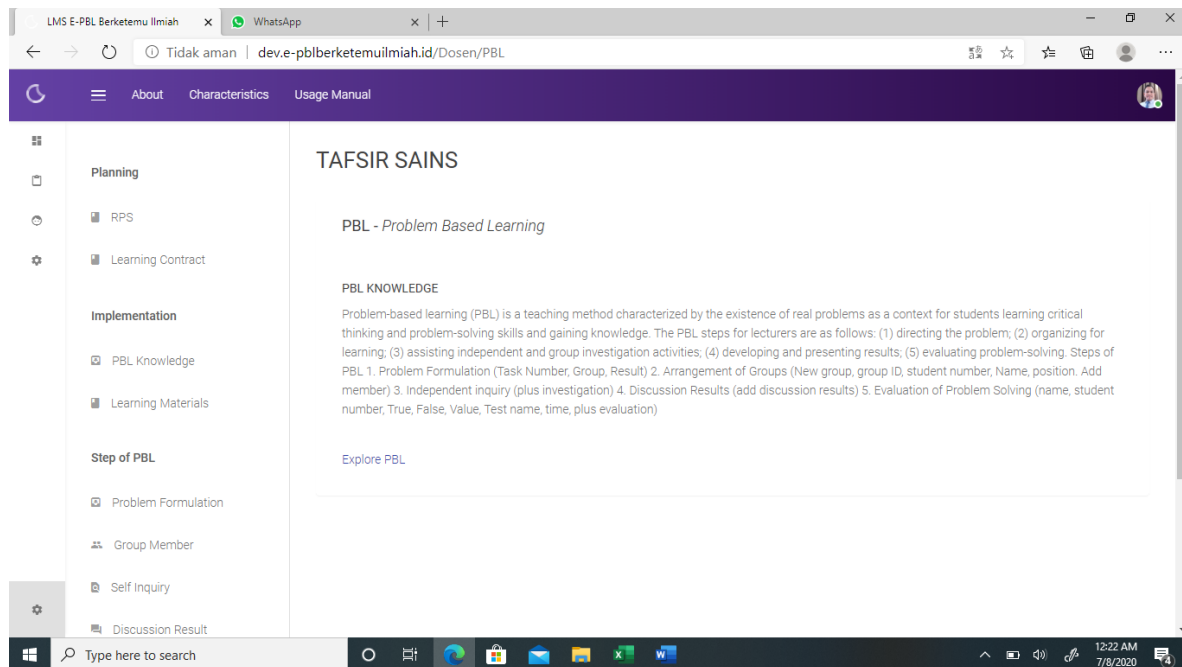 LMS E-PBL Berketemu Ilmiah
WhatsApp
Tidak aman
dev.e-pblberketemuilmiah.id/Dosen/PBL
About
Characteristics
Usage Manual
Planning
RPS
Learning Contract
Implementation
PBL Knowledge
Learning Materials
Step of PBL
Problem Formulation
Group Member
Self Inquiry
Discussion Result
TAFSIR SAINS
PBL - Problem Based Learning
PBL KNOWLEDGE
Problem-based learning (PBL) is a teaching method characterized by the existence of real problems as a context for students learning critical
thinking and problem-solving skills and gaining knowledge. The PBL steps for lecturers are as follows: (1) directing the problem; (2) organizing for
learning; (3) assisting independent and group investigation activities; (4) developing and presenting results; (5) evaluating problem-solving. Steps of
PBL 1. Problem Formulation (Task Number, Group, Result) 2. Arrangement of Groups (New group, group ID, student number, Name, position. Add
member) 3. Independent inquiry (plus investigation) 4. Discussion Results (add discussion results) 5. Evaluation of Problem Solving (name, student
number, True, False, Value, Test name, time, plus evaluation)
Explore PBL
Type here to search
12:22 AM
7/8/2020
4